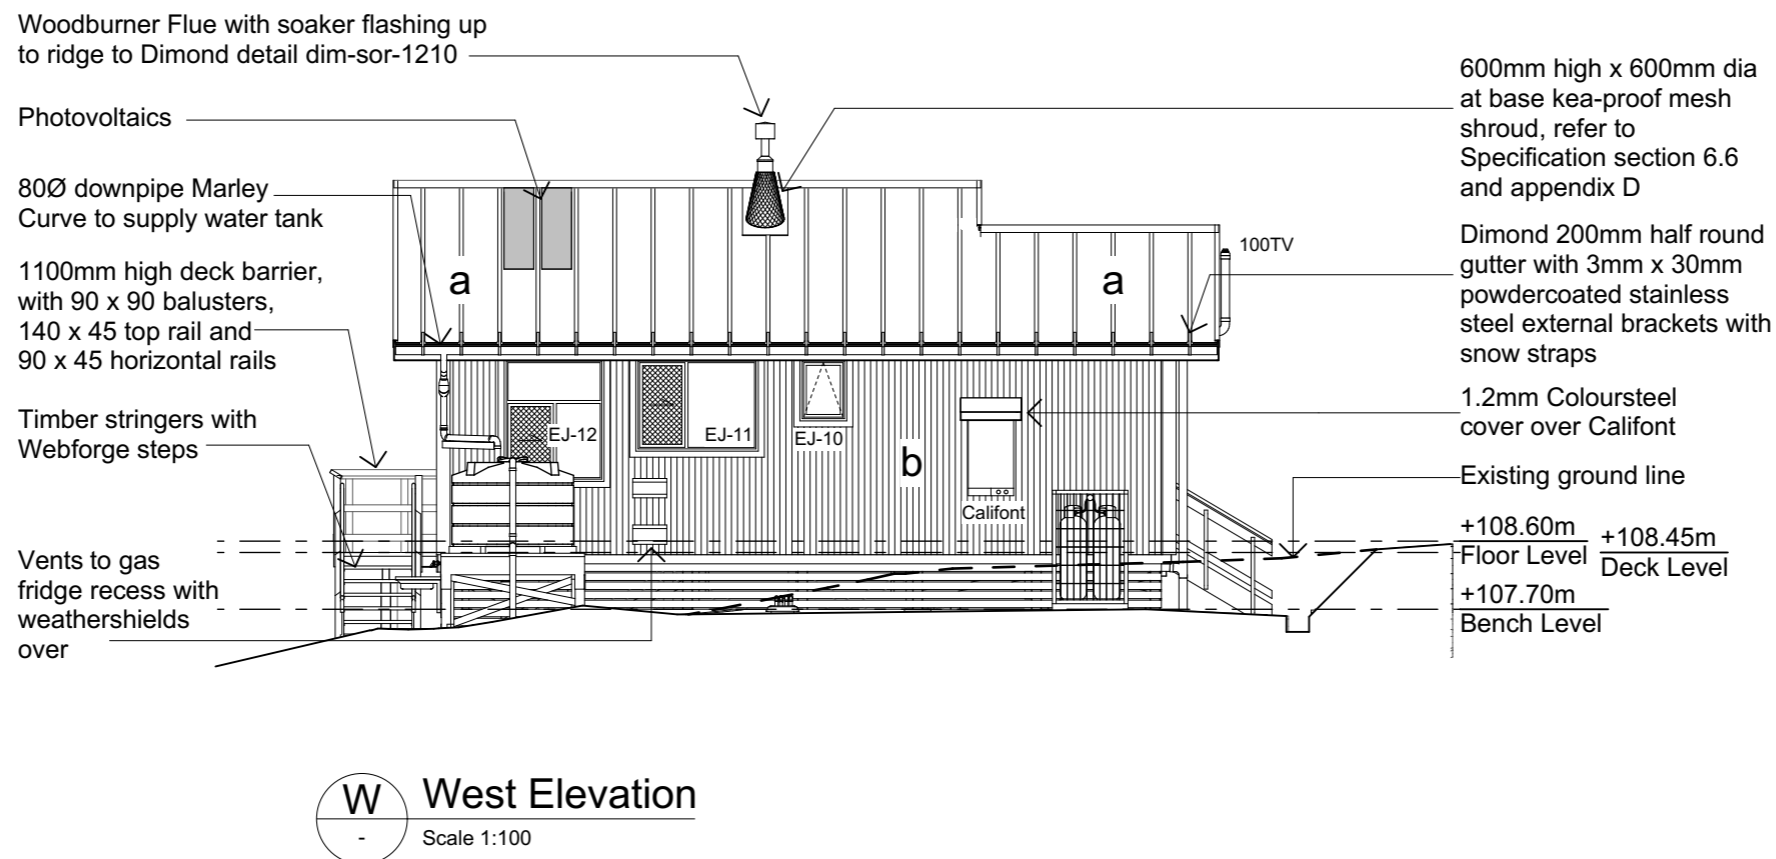 Woodburner Flue with soaker flashing up
to ridge to Dimond detail dim-sor-1210
Photovoltaics
80Ø downpipe Marley
Curve to supply water tank
1100mm high deck barrier,
with 90 x 90 balusters,
140 x 45 top rail and
90 x 45 horizontal rails
Timber stringers with
Webforge steps
Vents to gas
fridge recess with
weathershields
over
a
a
100TV
EJ-12
EJ-11
EJ-10
b
Califont
600mm high x 600mm dia
at base kea-proof mesh
shroud, refer to
Specification section 6.6
and appendix D
Dimond 200mm half round
gutter with 3mm x 30mm
powdercoated stainless
steel external brackets with
snow straps
1.2mm Coloursteel
cover over Califont
Existing ground line
+108.60m
Floor Level
+108.45m
Deck Level
+107.70m
Bench Level
W
-
West Elevation
Scale 1:100